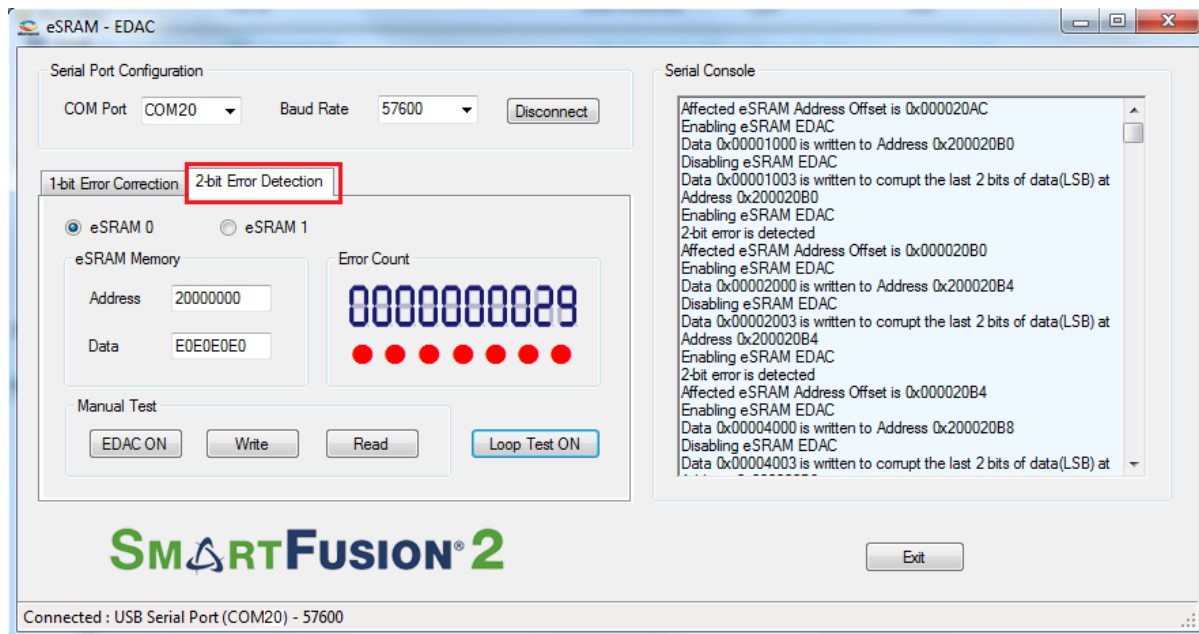 eSRAM - EDAC
Serial Port Configuration
COM Port COM20 Baud Rate 57600 Disconnect
1-bit Error Correction 2-bit Error Detection
eSRAM 0 eSRAM 1
eSRAM Memory
Address 20000000
Data E0E0E0E0
Error Count
0000000029
Manual Test
EDAC ON Write Read Loop Test ON
Serial Console
Affected eSRAM Address Offset is 0x000020AC
Enabling eSRAM EDAC
Data 0x00001000 is written to Address 0x200020B0
Disabling eSRAM EDAC
Data 0x00001003 is written to corrupt the last 2 bits of data(LSB) at
Address 0x200020B0
Enabling eSRAM EDAC
2-bit error is detected
Affected eSRAM Address Offset is 0x000020B0
Enabling eSRAM EDAC
Data 0x00002000 is written to Address 0x200020B4
Disabling eSRAM EDAC
Data 0x00002003 is written to corrupt the last 2 bits of data(LSB) at
Address 0x200020B4
Enabling eSRAM EDAC
2-bit error is detected
Affected eSRAM Address Offset is 0x000020B4
Enabling eSRAM EDAC
Data 0x00004000 is written to Address 0x200020B8
Disabling eSRAM EDAC
Data 0x00004003 is written to corrupt the last 2 bits of data(LSB) at
SMARTFUSION®2
Exit
Connected : USB Serial Port (COM20) - 57600